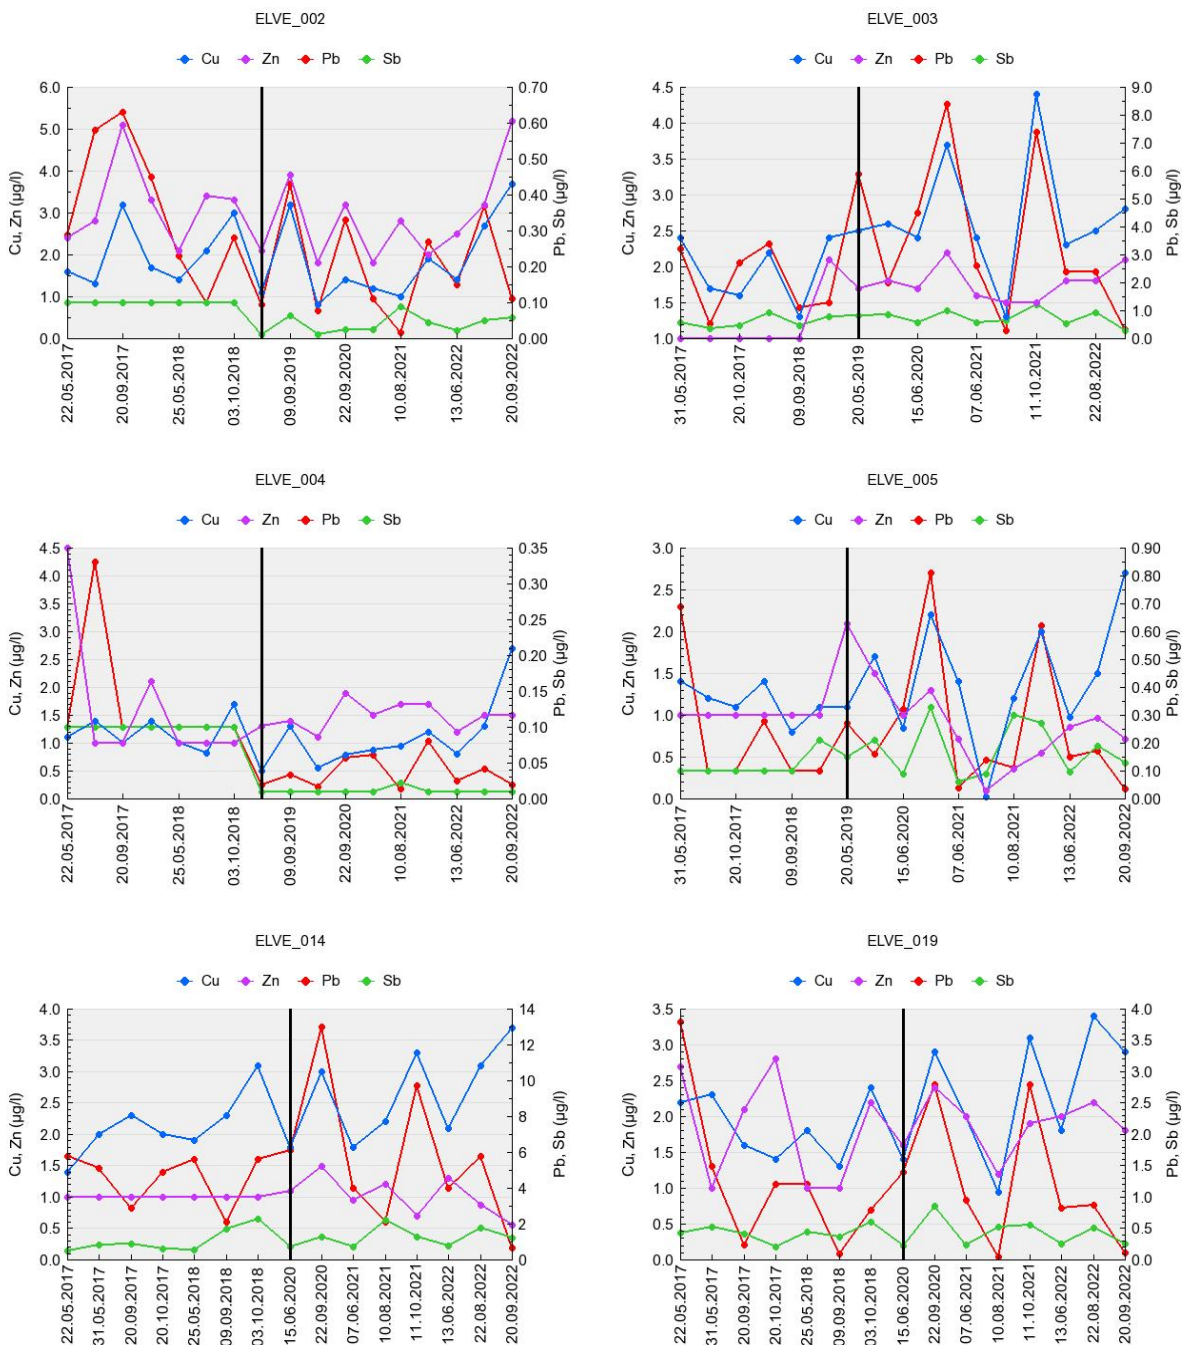 ELVE_002
Cu Zn Pb Sb
6.0 5.0 4.0 3.0 2.0 1.0 0.0
Cu, Zn (µg/l)
0.70 0.60 0.50 0.40 0.30 0.20 0.10 0.00
Pb, Sb (µg/l)
22.05.2017 20.09.2017 25.05.2018 03.10.2018 09.09.2019 22.09.2020 10.08.2021 13.06.2022 20.09.2022
ELVE_003
Cu Zn Pb Sb
4.5 4.0 3.5 3.0 2.5 2.0 1.5 1.0
Cu, Zn (µg/l)
9.0 8.0 7.0 6.0 5.0 4.0 3.0 2.0 1.0 0.0
Pb, Sb (µg/l)
31.05.2017 20.10.2017 09.09.2018 20.05.2019 15.06.2020 07.06.2021 11.10.2021 22.08.2022
ELVE_004
Cu Zn Pb Sb
4.5 4.0 3.5 3.0 2.5 2.0 1.5 1.0 0.5 0.0
Cu, Zn (µg/l)
0.35 0.30 0.25 0.20 0.15 0.10 0.05 0.00
Pb, Sb (µg/l)
22.05.2017 20.09.2017 25.05.2018 03.10.2018 09.09.2019 22.09.2020 10.08.2021 13.06.2022 20.09.2022
ELVE_005
Cu Zn Pb Sb
3.0 2.5 2.0 1.5 1.0 0.5 0.0
Cu, Zn (µg/l)
0.90 0.80 0.70 0.60 0.50 0.40 0.30 0.20 0.10 0.00
Pb, Sb (µg/l)
31.05.2017 20.10.2017 09.09.2018 20.05.2019 15.06.2020 07.06.2021 10.08.2021 13.06.2022 20.09.2022
ELVE_014
Cu Zn Pb Sb
4.0 3.5 3.0 2.5 2.0 1.5 1.0 0.5 0.0
Cu, Zn (µg/l)
14 12 10 8 6 4 2 0
Pb, Sb (µg/l)
22.05.2017 31.05.2017 20.09.2017 20.10.2017 25.05.2018 09.09.2018 03.10.2018 15.06.2020 22.09.2020 07.06.2021 10.08.2021 11.10.2021 13.06.2022 22.08.2022 20.09.2022
ELVE_019
Cu Zn Pb Sb
3.5 3.0 2.5 2.0 1.5 1.0 0.5 0.0
Cu, Zn (µg/l)
4.0 3.5 3.0 2.5 2.0 1.5 1.0 0.5 0.0
Pb, Sb (µg/l)
22.05.2017 31.05.2017 20.09.2017 20.10.2017 25.05.2018 09.09.2018 03.10.2018 15.06.2020 22.09.2020 07.06.2021 10.08.2021 11.10.2021 13.06.2022 22.08.2022 20.09.2022